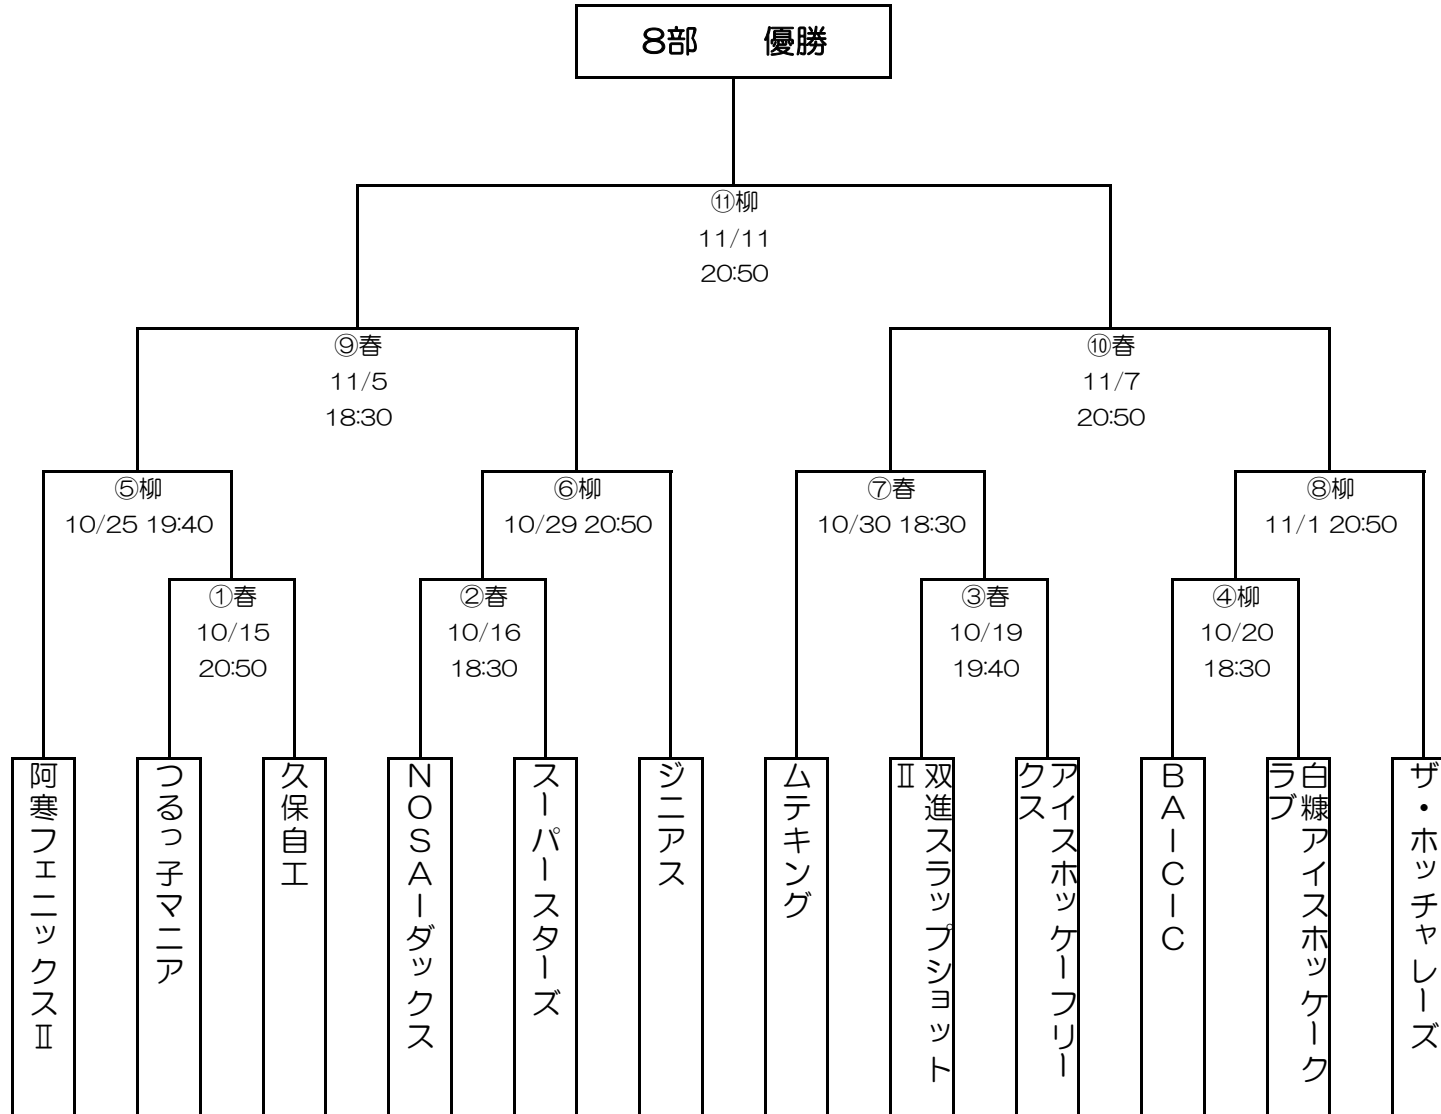 8部　優勝
⑪柳
11/11
20:50
⑨春
11/5
18:30
⑩春
11/7
20:50
⑤柳
10/25 19:40
⑥柳
10/29 20:50
⑦春
10/30 18:30
⑧柳
11/1 20:50
①春
10/15
20:50
②春
10/16
18:30
③春
10/19
19:40
④柳
10/20
18:30
阿寒フェニックスⅡ
つるっ子マニア
久保自工
NOSAIダックス
スーパースターズ
ジニアス
ムテキング
双進スラップショット
Ⅱ
アイスホッケーフリー
クス
BAICIC
白糠アイスホッケーク
ラブ
ザ・ホッチャレーズ